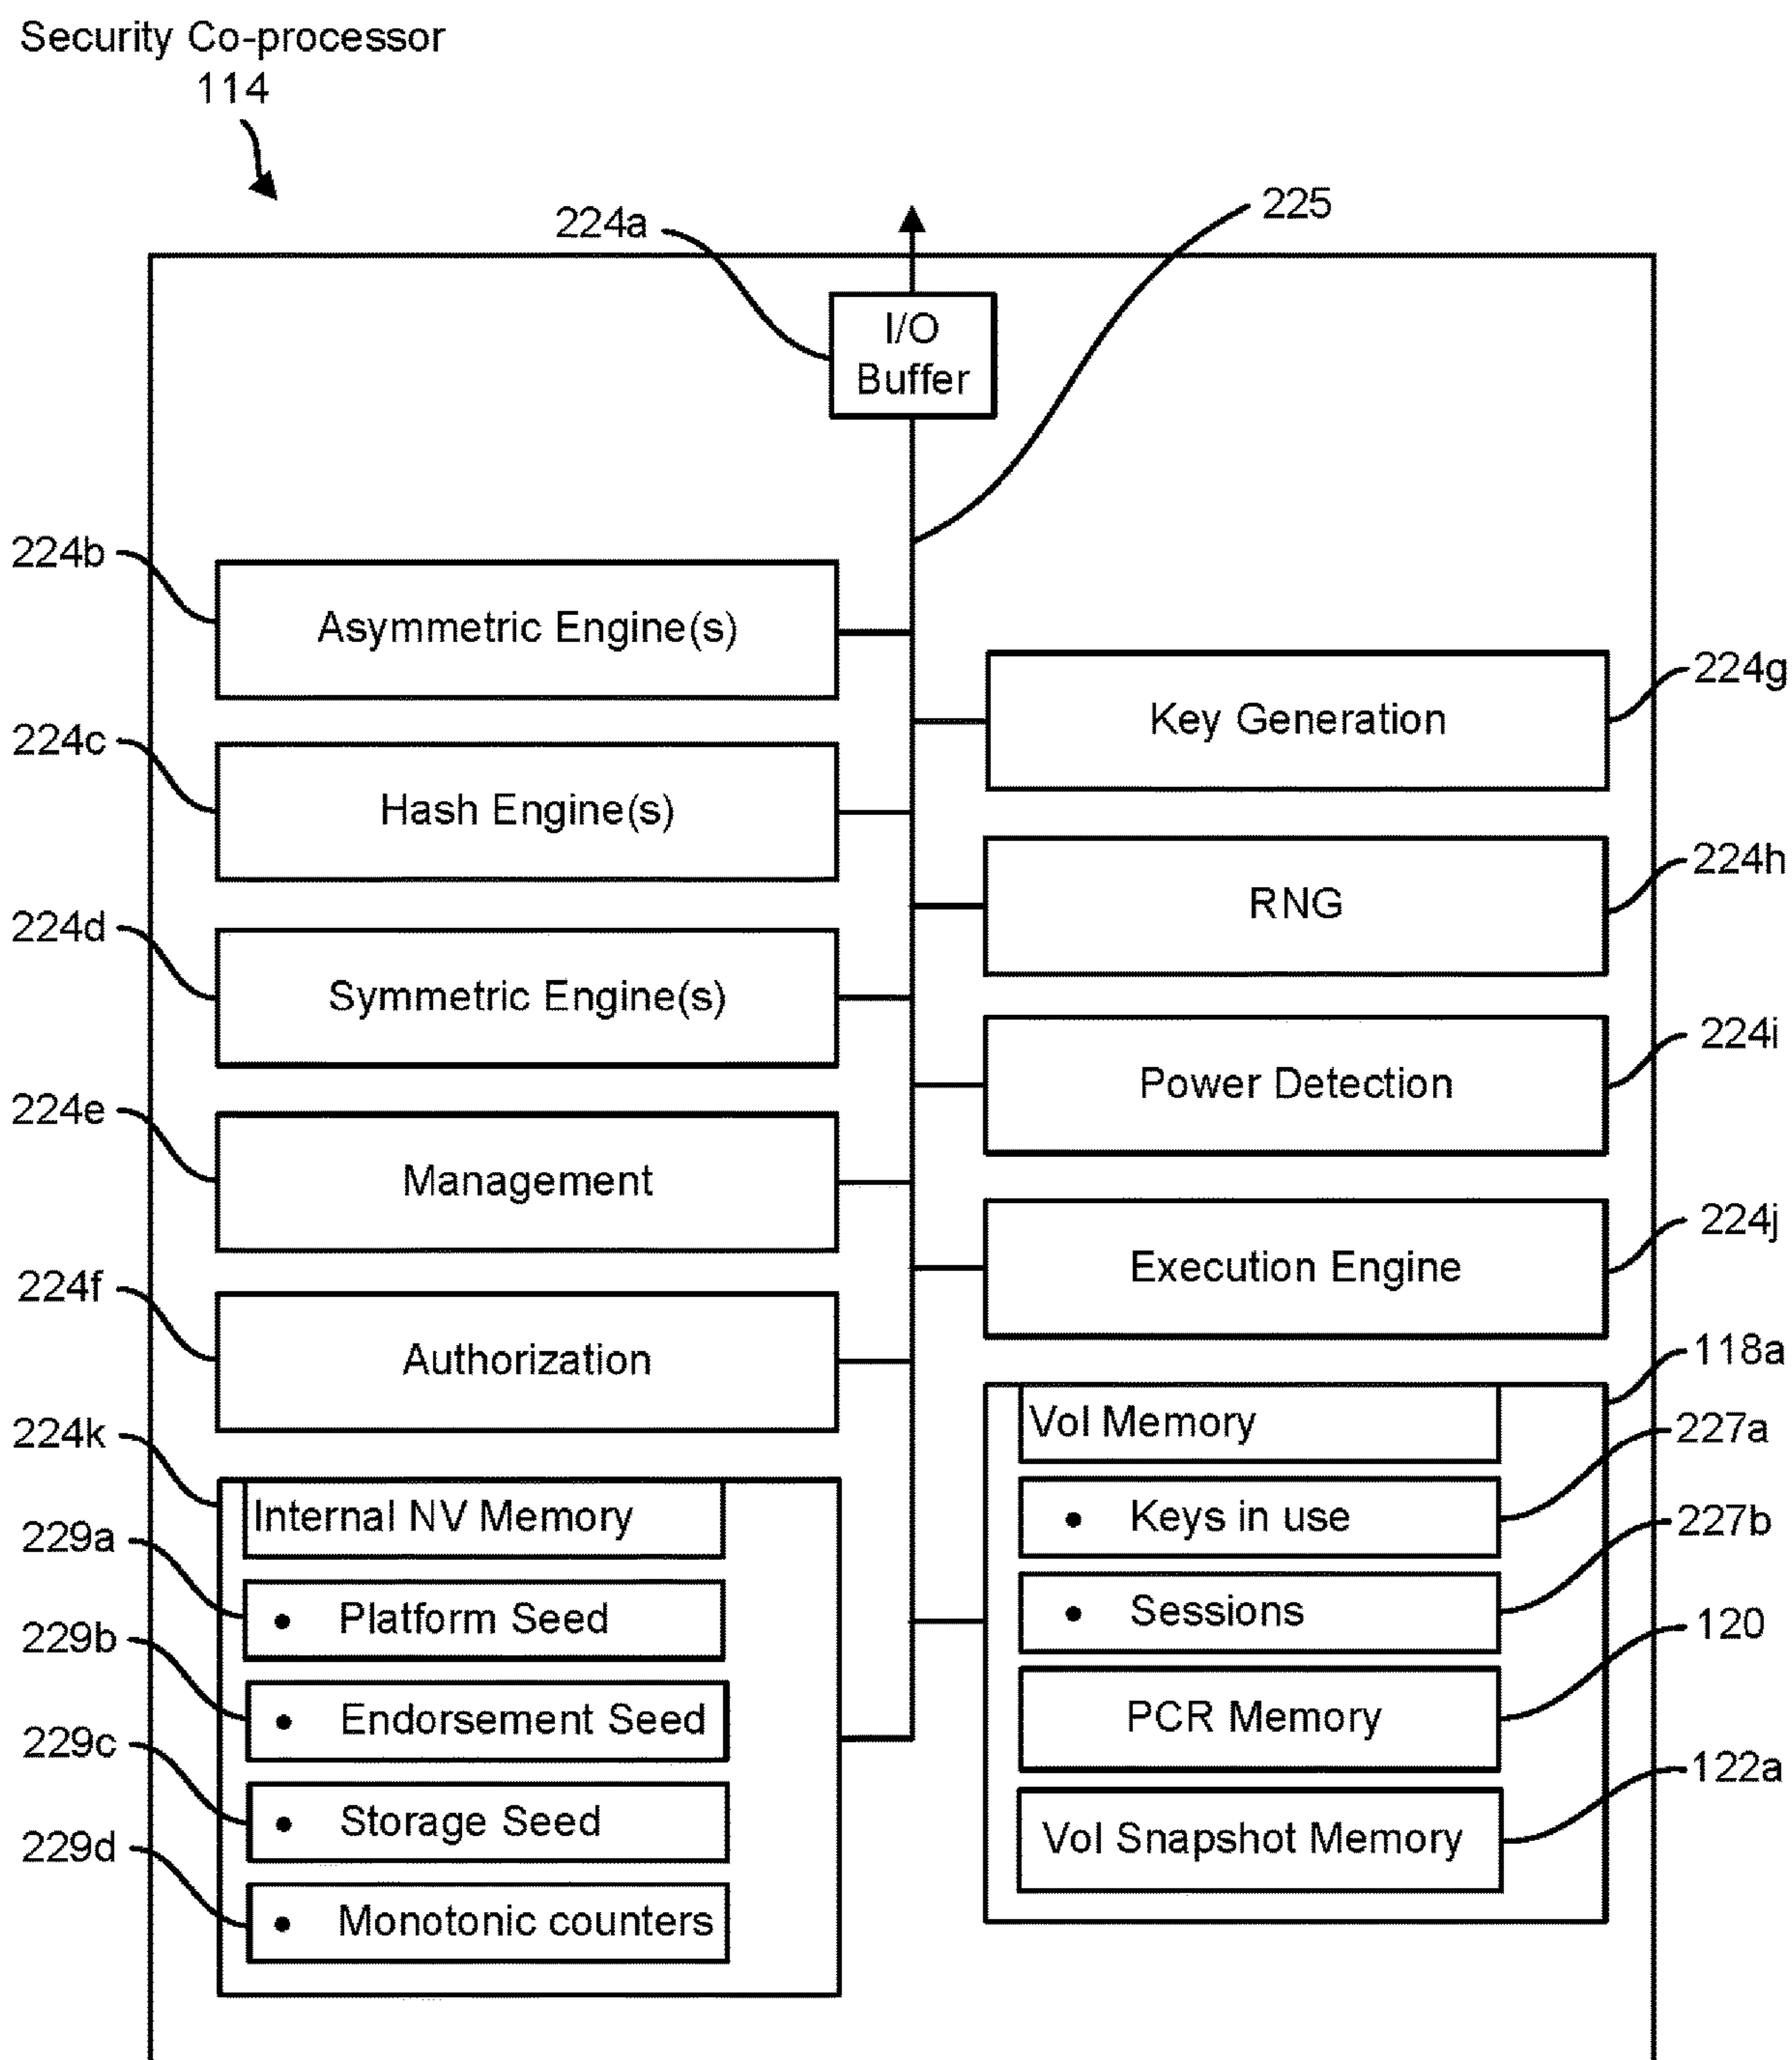 Security Co-processor
114
224a
225
I/O
Buffer
224b
Asymmetric Engine(s)
224g
Key Generation
224c
Hash Engine(s)
224h
RNG
224d
Symmetric Engine(s)
224i
Power Detection
224e
Management
224j
Execution Engine
224f
Authorization
118a
Vol Memory
227a
• Keys in use
227b
• Sessions
120
PCR Memory
122a
Vol Snapshot Memory
224k
Internal NV Memory
229a
• Platform Seed
229b
• Endorsement Seed
229c
• Storage Seed
229d
• Monotonic counters